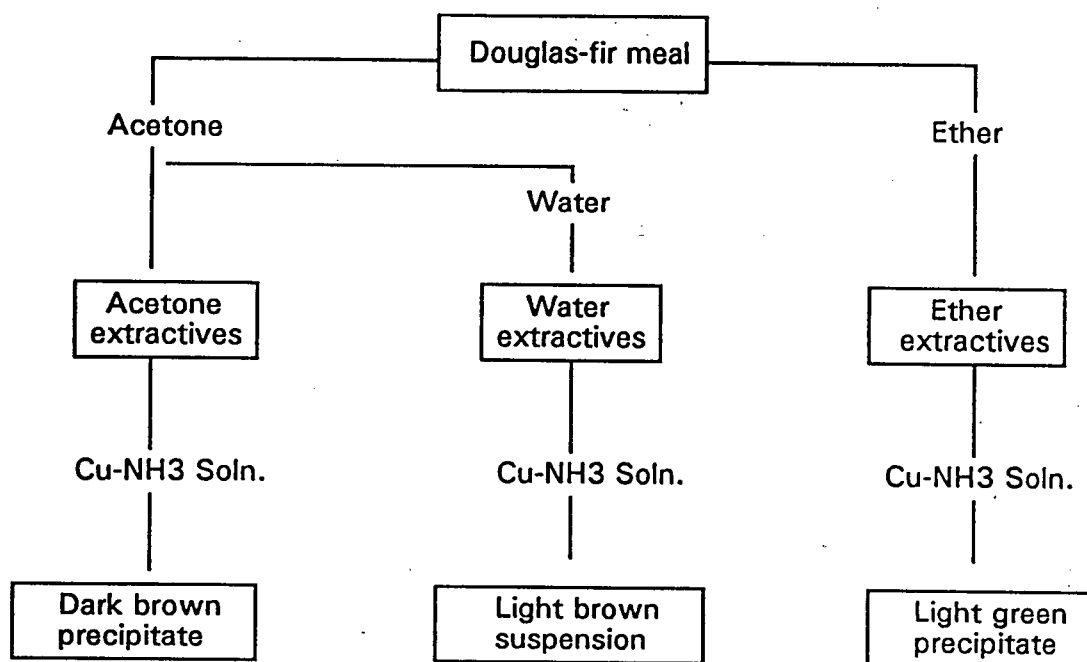 Douglas-fir meal
Acetone
Ether
Water
Acetone
extractives
Water
extractives
Ether
extractives
Cu-NH3 Soln.
Cu-NH3 Soln.
Cu-NH3 Soln.
Dark brown
precipitate
Light brown
suspension
Light green
precipitate